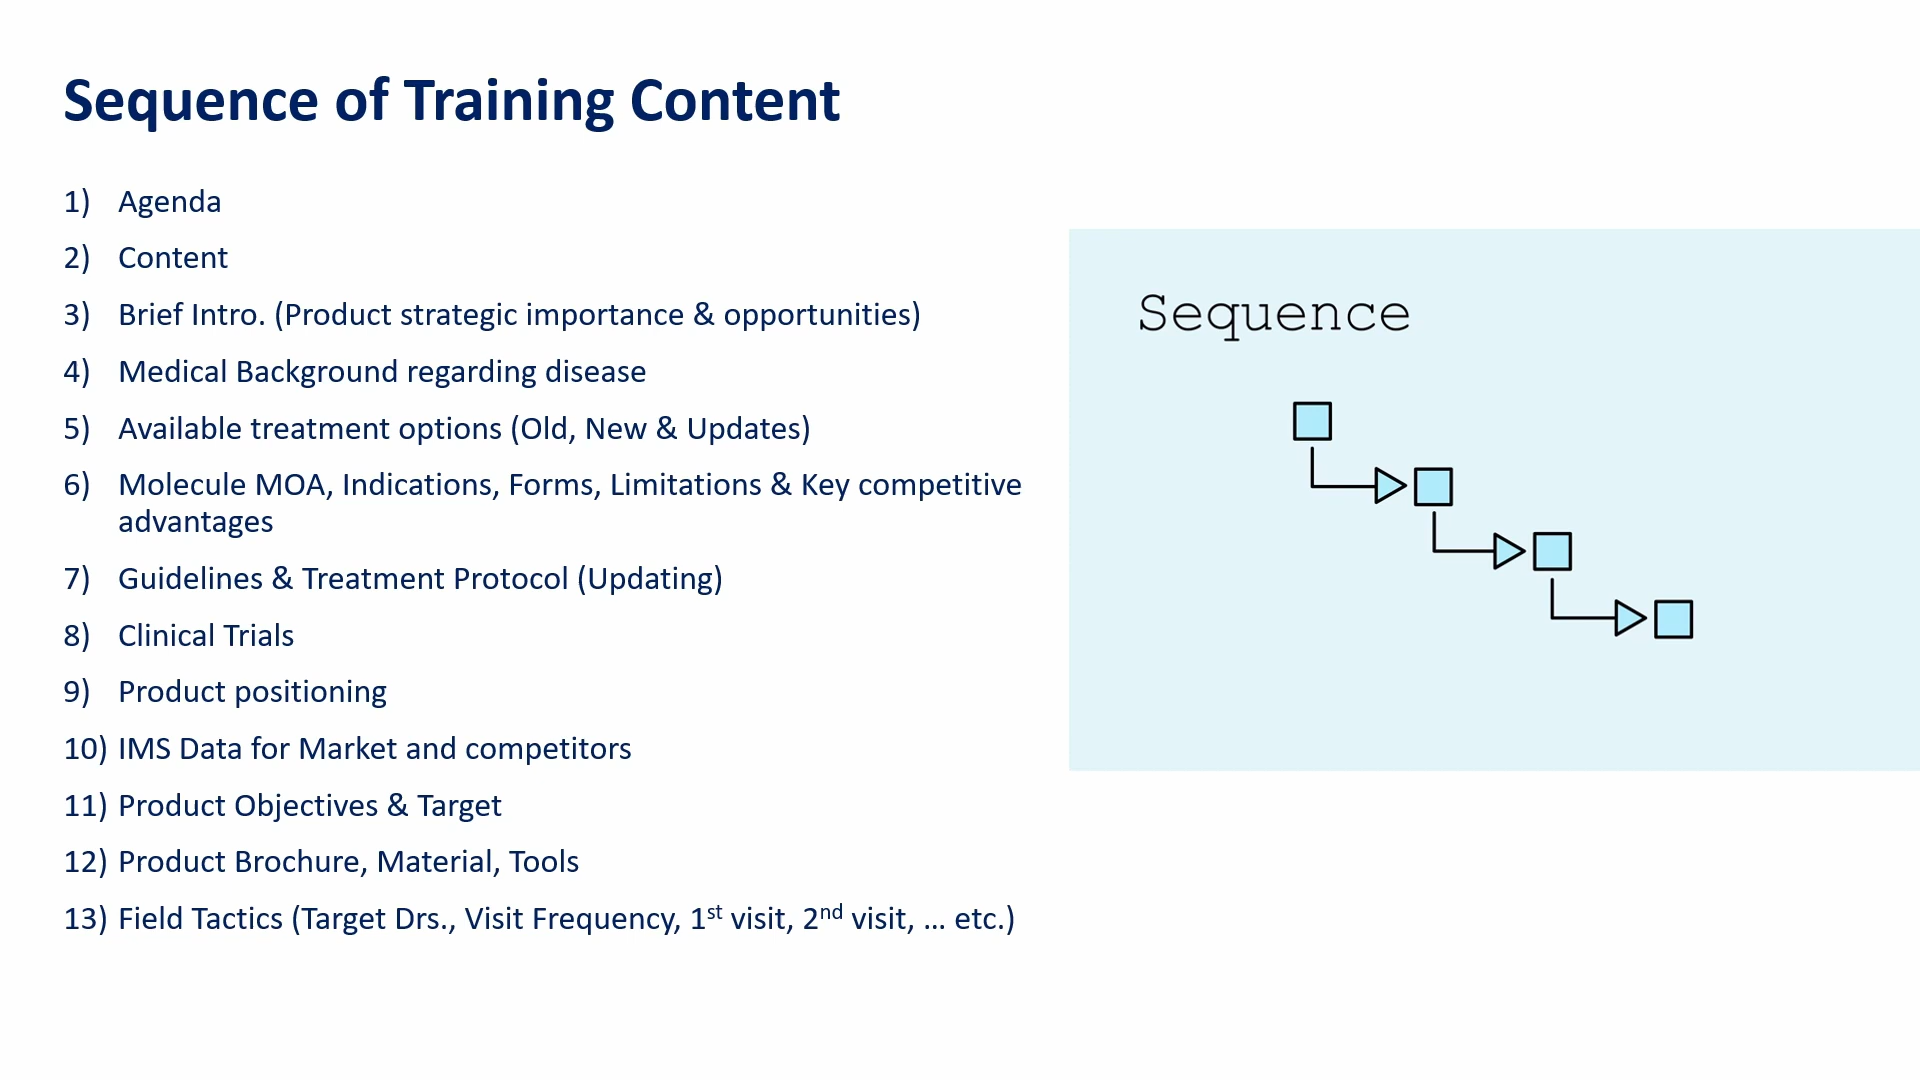 Sequence of Training Content
1) Agenda
2) Content
3) Brief Intro. (Product strategic importance & opportunities)
4) Medical Background regarding disease
5) Available treatment options (Old, New & Updates)
6) Molecule MOA, Indications, Forms, Limitations & Key competitive
advantages
7) Guidelines & Treatment Protocol (Updating)
8) Clinical Trials
9) Product positioning
10) IMS Data for Market and competitors
11) Product Objectives & Target
12) Product Brochure, Material, Tools
13) Field Tactics (Target Drs., Visit Frequency, 1st visit, 2nd visit, … etc.)
Sequence